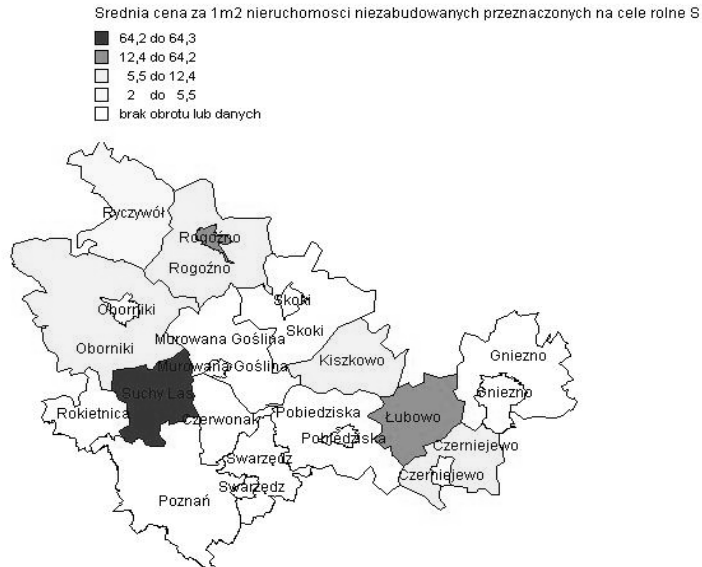 Srednia cena za 1m2 nieruchomosci niezabudowanych przeznaczonych na cele rolne S
64,2 do 64,3
12,4 do 64,2
5,5 do 12,4
2 do 5,5
brak obrotu lub danych
Ryczywół
Rogoźno
Rogoźno
Skoki
Oborniki
Skoki
Murowana Goślina
Oborniki
Gniezno
Kiszkowo
Murowana Goślina
Suchy Las
Gniezno
Rokietnica
Pobiedziska
Łubowo
Czerwonak
Pobiedziska
Czerniejewo
Swarzędz
Czerniejewo
Swarzędz
Poznań